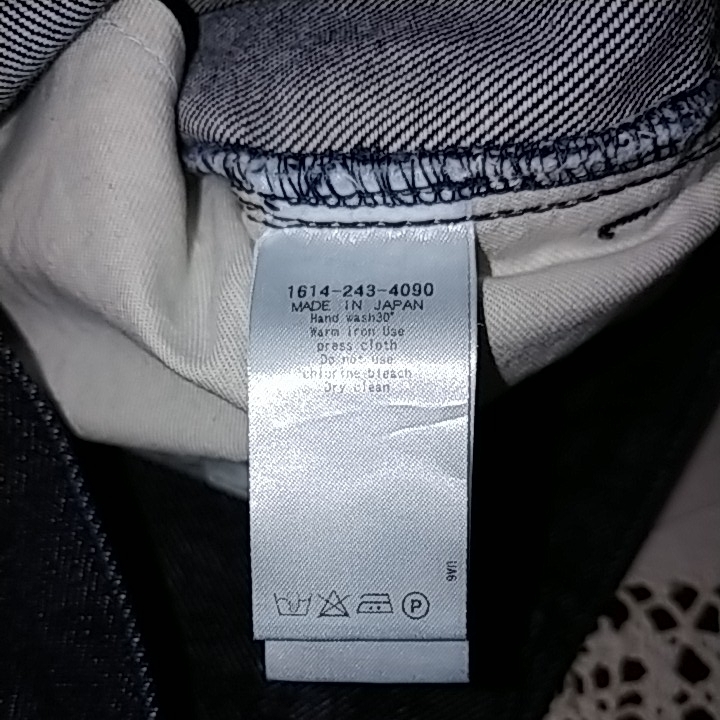 1614-243-4090
MADE IN JAPAN
Hand wash30°
Warm iron Use
press cloth
Do not use
chlorine bleach
Dry clean
P